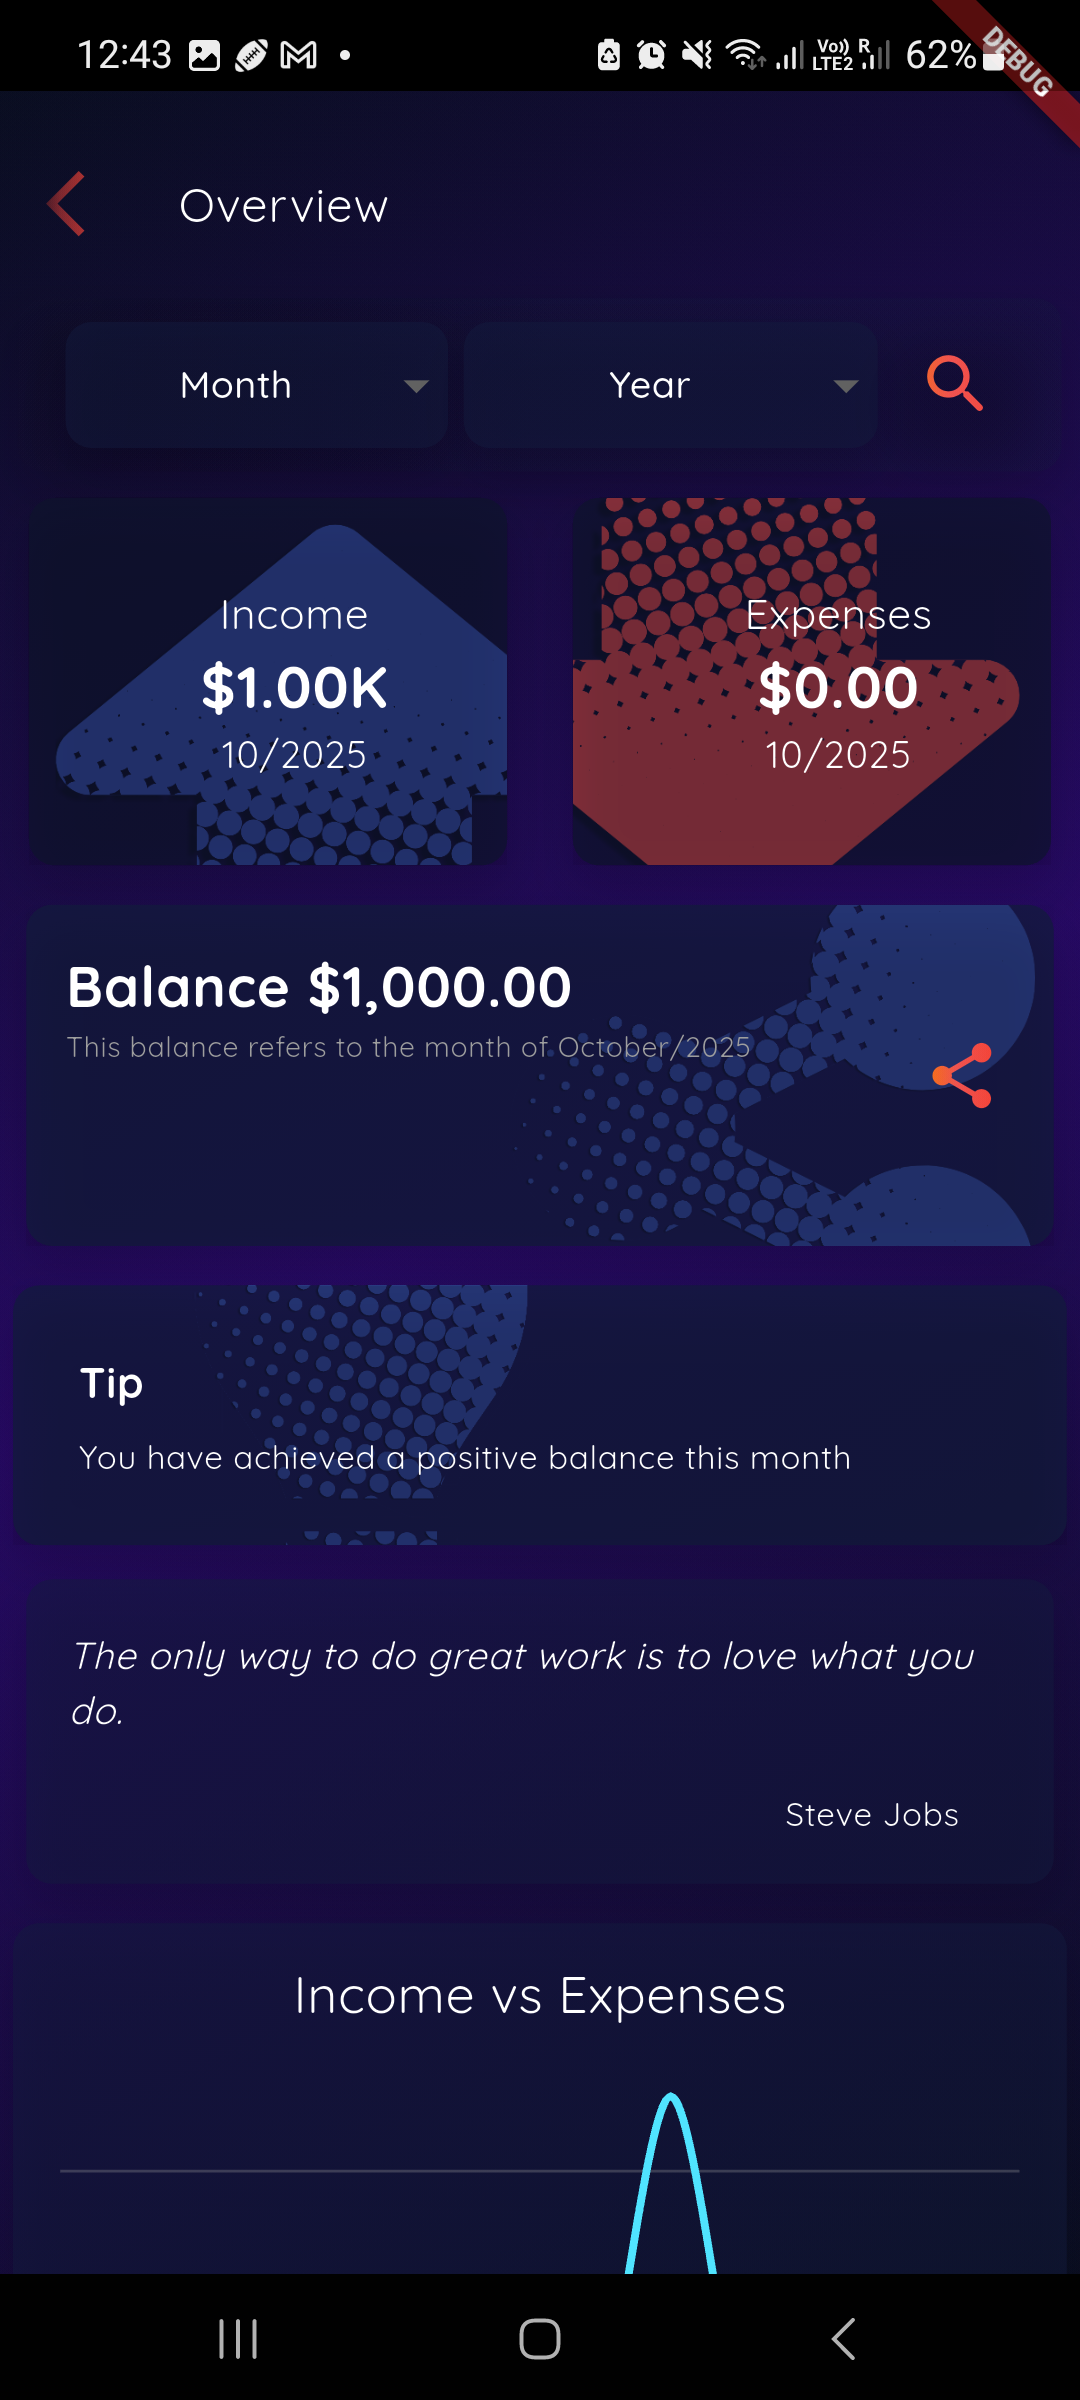 12:43
Vo)) R
LTE2
62%
DEBUG
Overview
Month
Year
Income
$1.00K
10/2025
Expenses
$0.00
10/2025
Balance $1,000.00
This balance refers to the month of October/2025
Tip
You have achieved a positive balance this month
The only way to do great work is to love what you
do.
Steve Jobs
Income vs Expenses